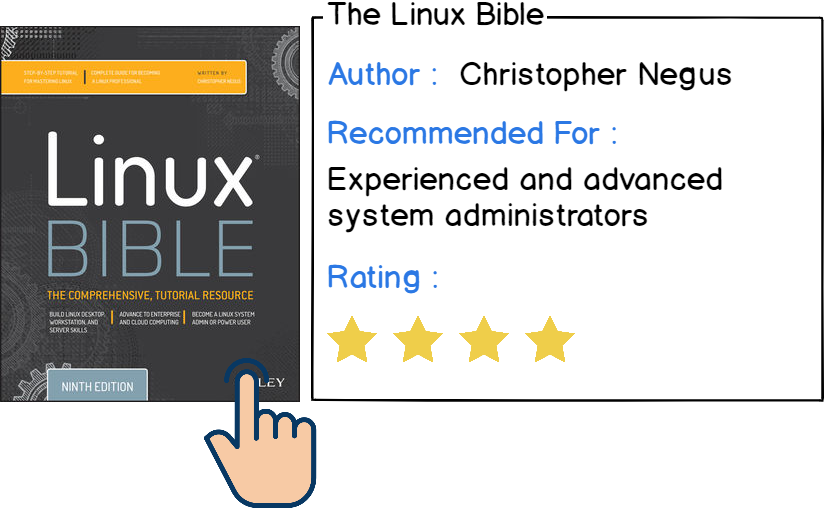 The Linux Bible
STEP-BY-STEP TUTORIAL
FOR MASTERING LINUX
COMPLETE GUIDE FOR BECOMING
A LINUX PROFESSIONAL
WRITTEN BY
CHRISTOPHER NEGUS
Linux®
BIBLE
THE COMPREHENSIVE, TUTORIAL RESOURCE
BUILD LINUX DESKTOP,
WORKSTATION, AND
SERVER SKILLS
ADVANCE TO ENTERPRISE
AND CLOUD COMPUTING
BECOME A LINUX SYSTEM
ADMIN OR POWER USER
NINTH EDITION
LEY
Author : Christopher Negus
Recommended For :
Experienced and advanced
system administrators
Rating :